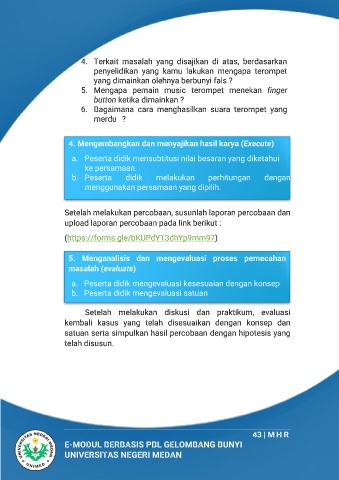 4. Terkait masalah yang disajikan di atas, berdasarkan
penyelidikan yang kamu lakukan mengapa terompet
yang dimainkan olehnya berbunyi fals ?
5. Mengapa pemain music terompet menekan finger
button ketika dimainkan ?
6. Bagaimana cara menghasilkan suara terompet yang
merdu ?
4. Mengembangkan dan menyajikan hasil karya (Execute)
a. Peserta didik mensubtitusi nilai besaran yang diketahui
ke persamaan.
b. Peserta didik melakukan perhitungan dengan
menggunakan persamaan yang dipilih.
Setelah melakukan percobaan, susunlah laporan percobaan dan
upload laporan percobaan pada link berikut :
(https://forms.gle/bKUPdYT3dhYp9mm97)
5. Menganalisis dan mengevaluasi proses pemecahan
masalah (evaluate)
a. Peserta didik mengevaluasi kesesuaian dengan konsep
b. Peserta didik mengevaluasi satuan
Setelah melakukan diskusi dan praktikum, evaluasi
kembali kasus yang telah disesuaikan dengan konsep dan
satuan serta simpulkan hasil percobaan dengan hipotesis yang
telah disusun.
43 | M H R
E-MODUL BERBASIS PBL GELOMBANG BUNYI
UNIVERSITAS NEGERI MEDAN
UNIVERSITAS NEGERI MEDAN
UNIMED